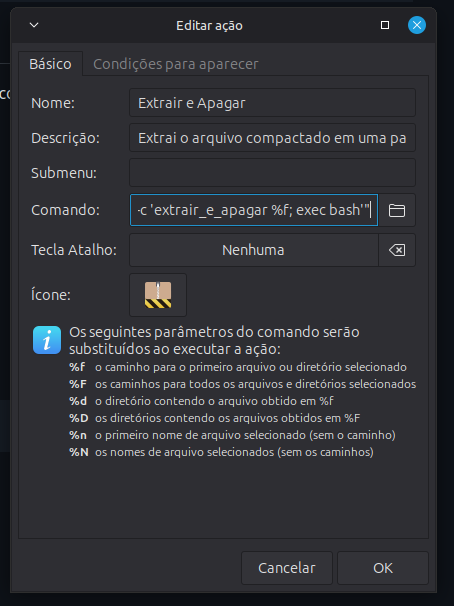 Editar ação
Básico
Condições para aparecer
Nome:
Extrair e Apagar
Descrição:
Extrai o arquivo compactado em uma pa
Submenu:
Comando:
-c 'extrair_e_apagar %f; exec bash'"
Tecla Atalho:
Nenhuma
Ícone:
Os seguintes parâmetros do comando serão
substituídos ao executar a ação:
%f o caminho para o primeiro arquivo ou diretório selecionado
%F os caminhos para todos os arquivos e diretórios selecionados
%d o diretório contendo o arquivo obtido em %f
%D os diretórios contendo os arquivos obtidos em %F
%n o primeiro nome de arquivo selecionado (sem o caminho)
%N os nomes de arquivo selecionados (sem os caminhos)
Cancelar
OK